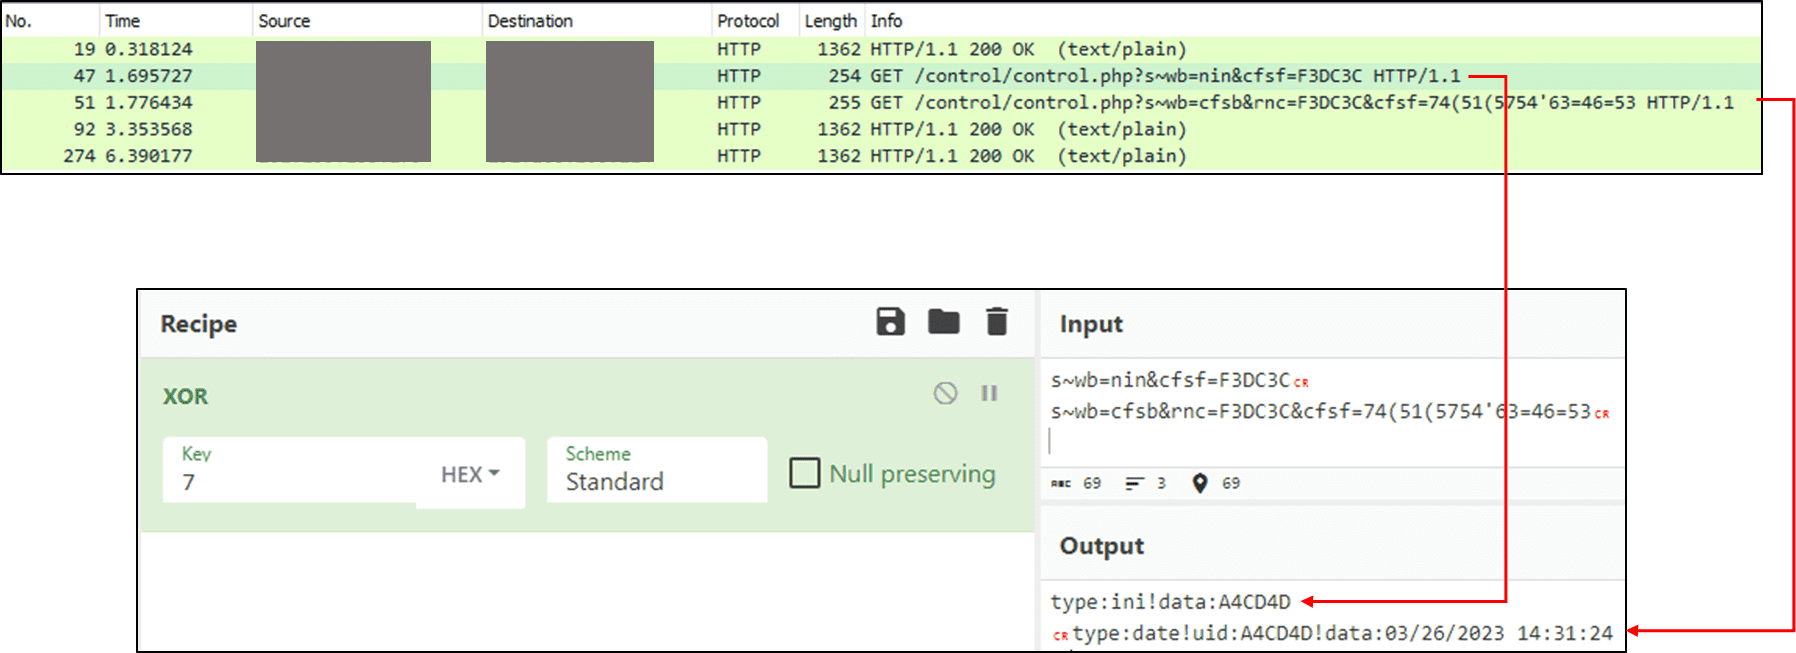 No. Time Source Destination Protocol Length Info
19 0.318124 HTTP 1362 HTTP/1.1 200 OK (text/plain)
47 1.695727 HTTP 254 GET /control/control.php?s~wb=nin&cfsf=F3DC3C HTTP/1.1
51 1.776434 HTTP 255 GET /control/control.php?s~wb=cfsb&rnc=F3DC3C&cfsf=74(51(5754'63=46=53 HTTP/1.1
92 3.353568 HTTP 1362 HTTP/1.1 200 OK (text/plain)
274 6.390177 HTTP 1362 HTTP/1.1 200 OK (text/plain)
Recipe
XOR
Key
7
HEX
Scheme
Standard
Null preserving
Input
s~wb=nin&cfsf=F3DC3C CR
s~wb=cfsb&rnc=F3DC3C&cfsf=74(51(5754'63=46=53 CR
ABC 69 3 69
Output
type:ini!data:A4CD4D
CR type:date!uid:A4CD4D!data:03/26/2023 14:31:24